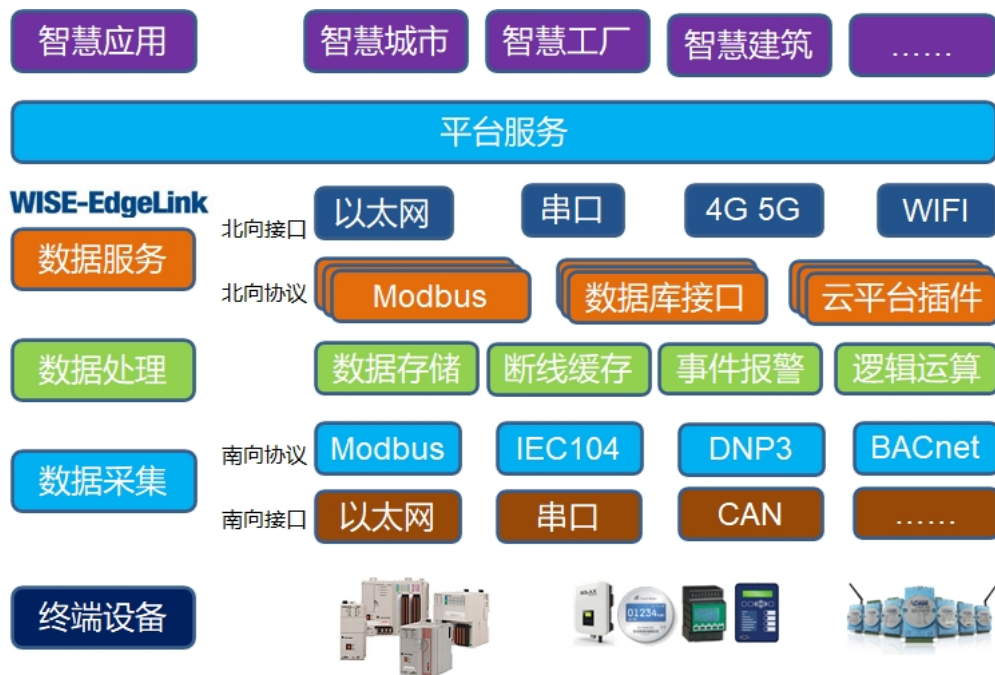 智慧应用
智慧城市
智慧工厂
智慧建筑
……
平台服务
WISE-EdgeLink
北向接口
以太网
串口
4G 5G
WIFI
数据服务
北向协议
Modbus
数据库接口
云平台插件
数据处理
数据存储
断线缓存
事件报警
逻辑运算
数据采集
南向协议
Modbus
IEC104
DNP3
BACnet
南向接口
以太网
串口
CAN
……
终端设备
SOLAX
01234